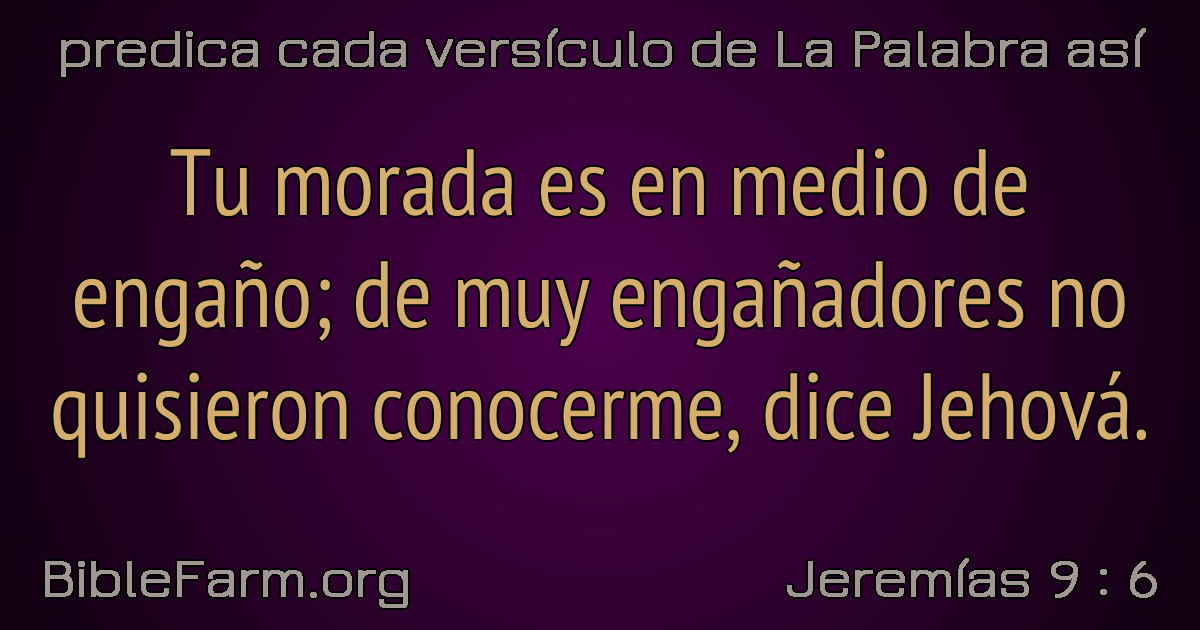 predica cada versículo de La Palabra así
Tu morada es en medio de
engaño; de muy engañadores no
quisieron conocerme, dice Jehová.
BibleFarm.org
Jeremías 9 : 6